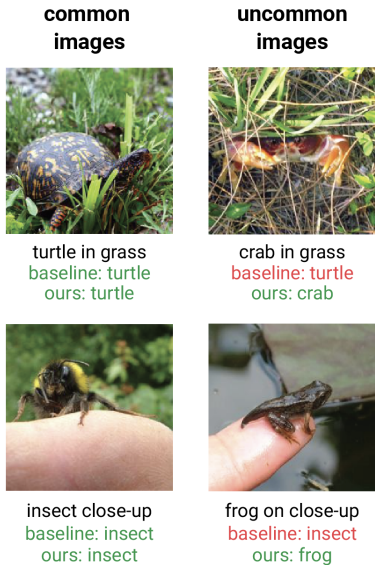 common
images
uncommon
images
turtle in grass
baseline: turtle
ours: turtle
crab in grass
baseline: turtle
ours: crab
insect close-up
baseline: insect
ours: insect
frog on close-up
baseline: insect
ours: frog